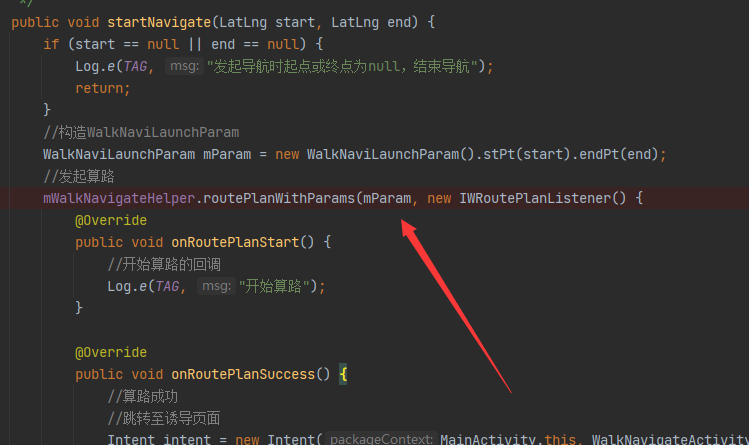 */
public void startNavigate(LatLng start, LatLng end) {
if (start == null || end == null) {
Log.e(TAG, msg: "发起导航时起点或终点为null，结束导航");
return;
}
//构造WalkNaviLaunchParam
WalkNaviLaunchParam mParam = new WalkNaviLaunchParam().stPt(start).endPt(end);
//发起算路
mWalkNavigateHelper.routePlanWithParams(mParam, new IWRoutePlanListener() {
@Override
public void onRoutePlanStart() {
//开始算路的回调
Log.e(TAG, msg: "开始算路");
}
@Override
public void onRoutePlanSuccess() {
//算路成功
//跳转至诱导页面
Intent intent = new Intent( packageContext: MainActivity.this, WalkNavigateActivity